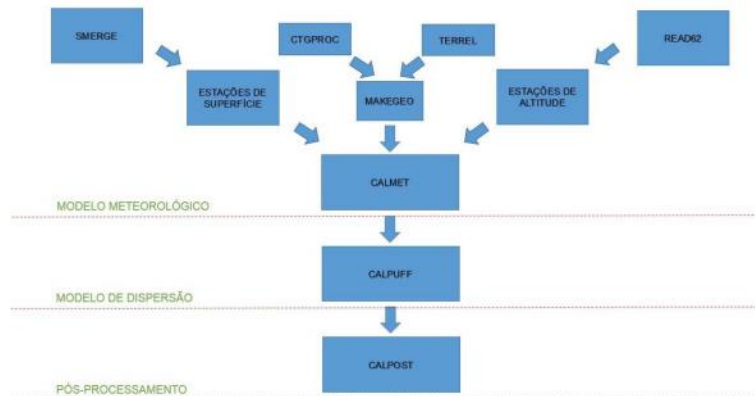 SMERGE
CTGPROC
TERREL
READ62
ESTAÇÕES DE
SUPERFÍCIE
MAKEGEO
ESTAÇÕES DE
ALTITUDE
CALMET
MODELO METEOROLÓGICO
CALPUFF
MODELO DE DISPERSÃO
CALPOST
PÓS-PROCESSAMENTO